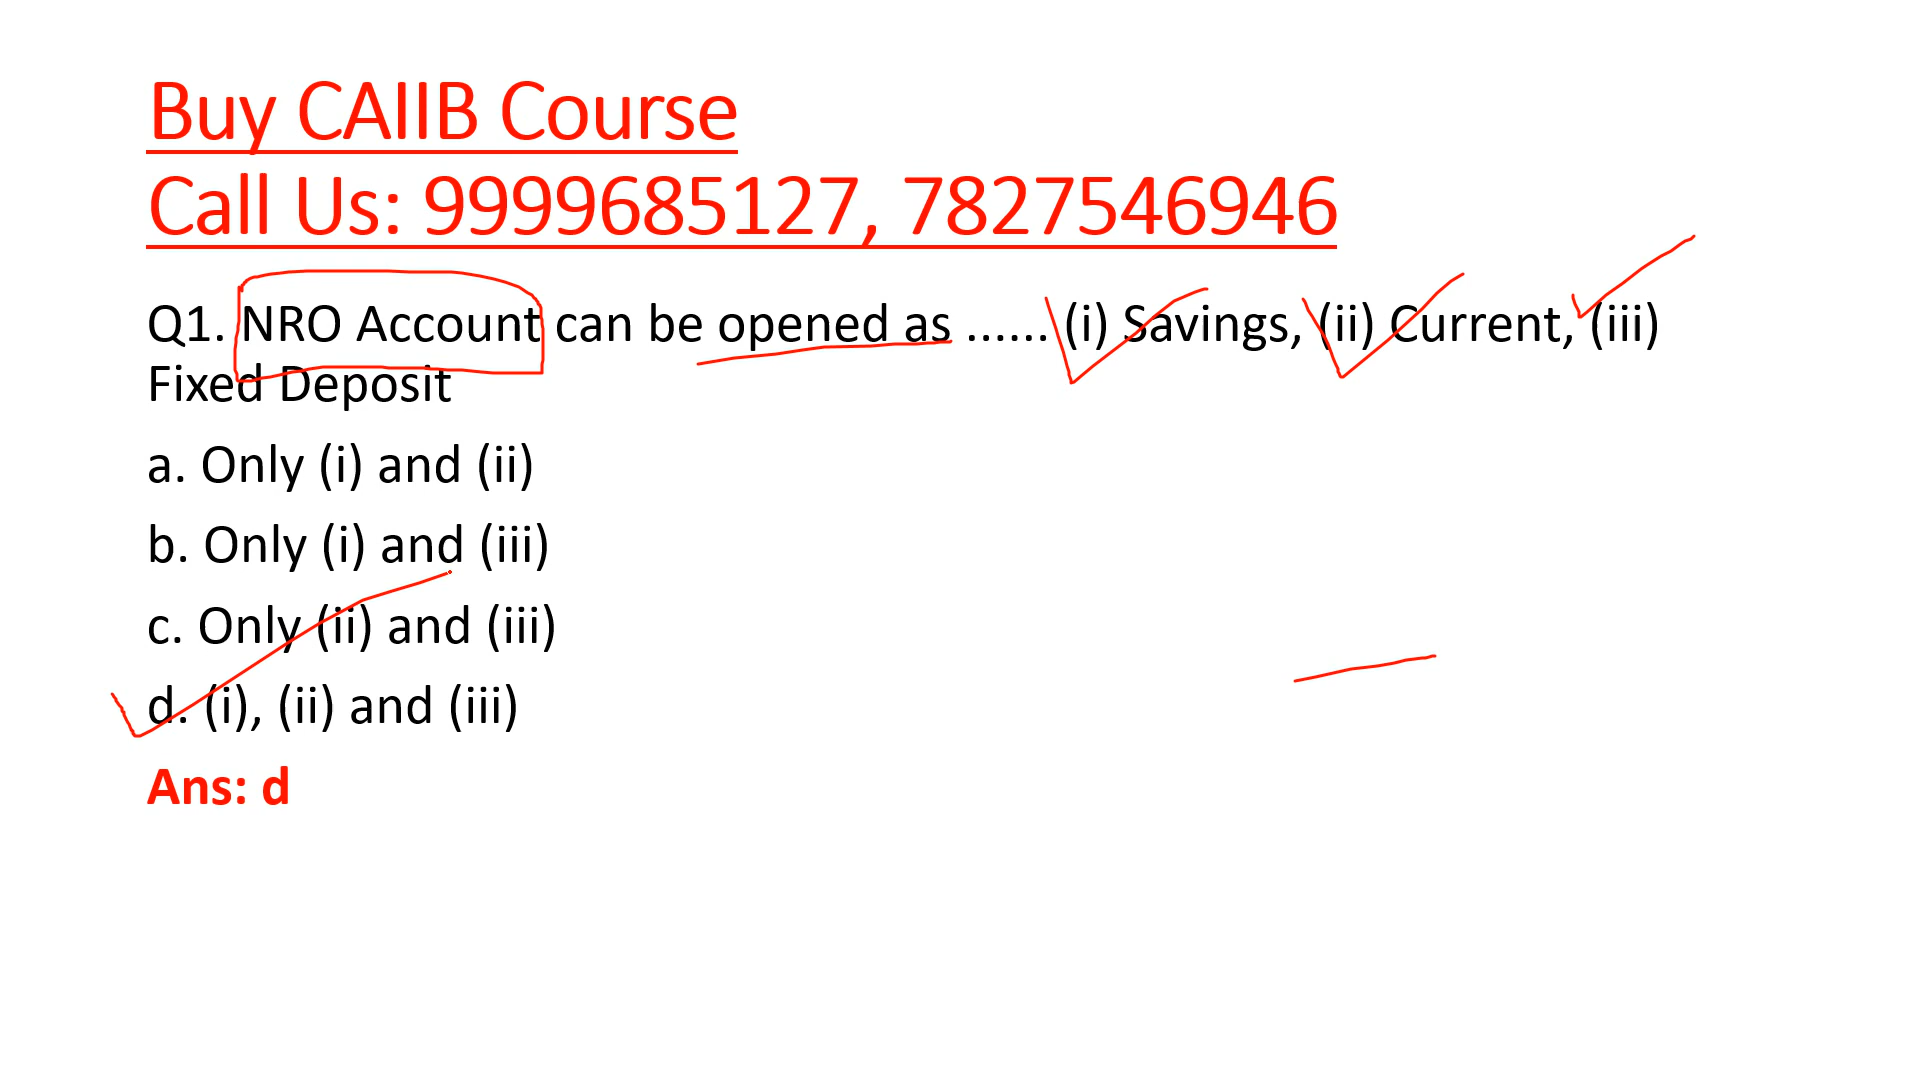 Buy CAIIB Course
Call Us: 9999685127, 7827546946
Q1. NRO Account can be opened as ...... (i) Savings, (ii) Current, (iii)
Fixed Deposit
a. Only (i) and (ii)
b. Only (i) and (iii)
c. Only (ii) and (iii)
d. (i), (ii) and (iii)
Ans: d